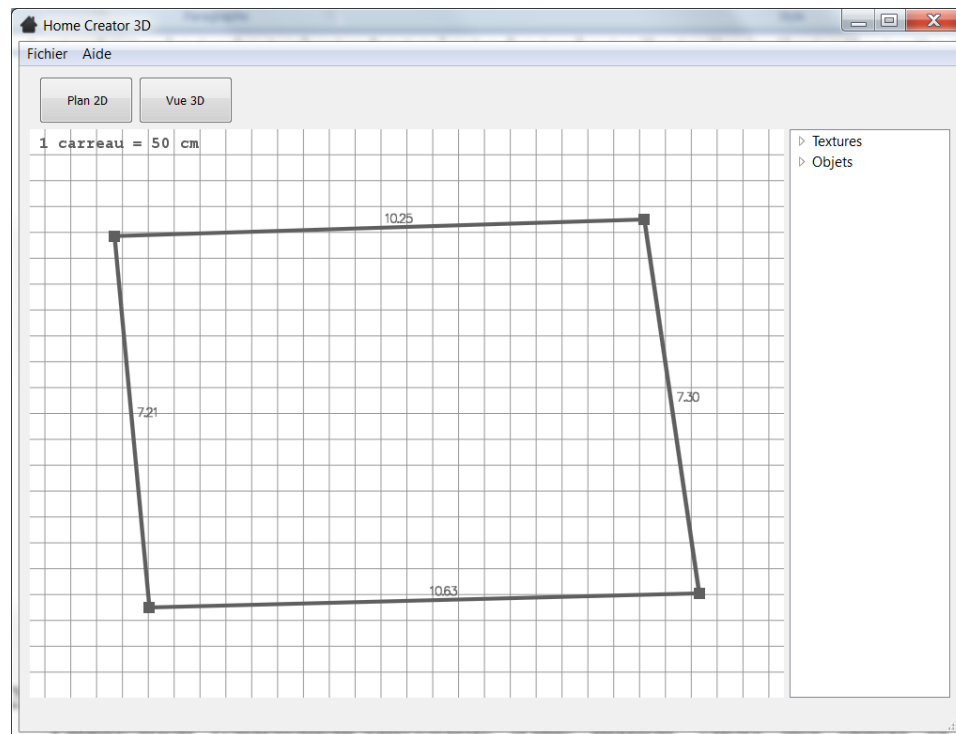 Home Creator 3D
Fichier Aide
Plan 2D Vue 3D
1 carreau = 50 cm
Textures
Objets
10.25
7.30
7.21
10.63